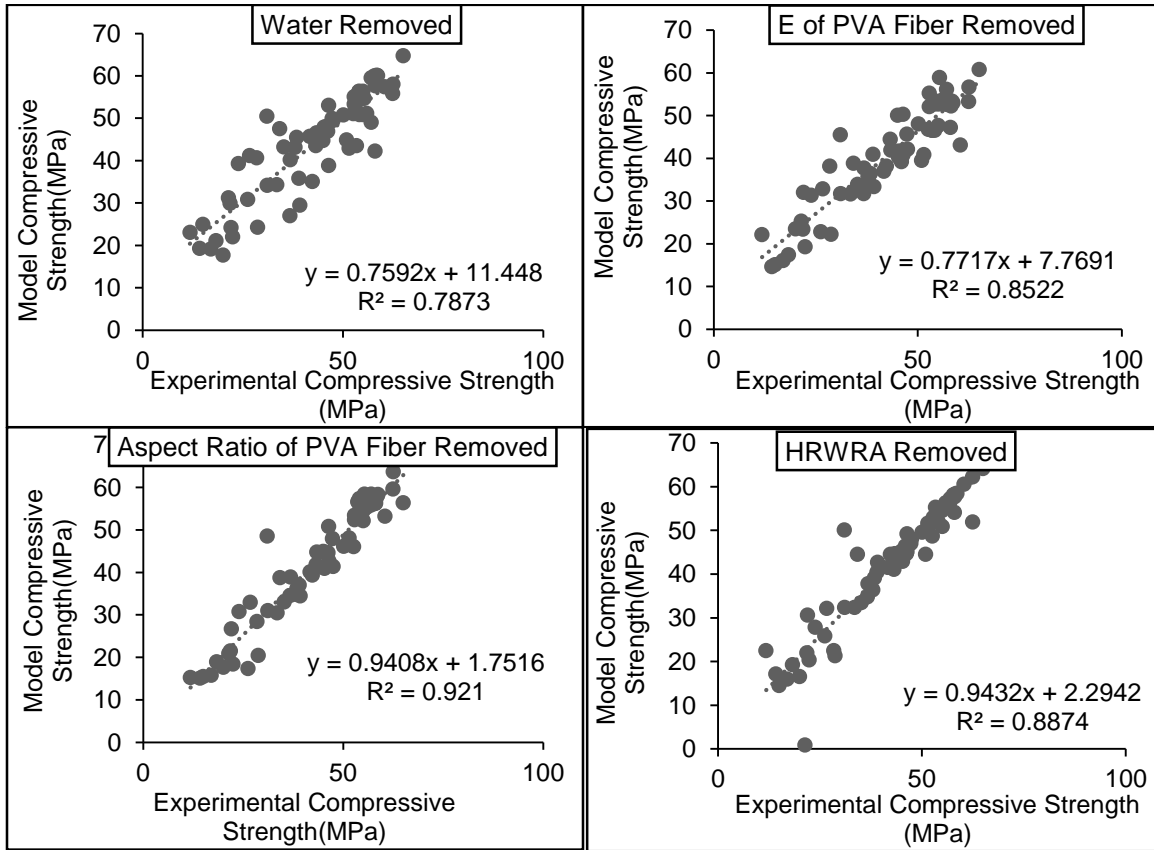 Water Removed
70
60
50
40
30
20
10
0
Model Compressive
Strength(MPa)
y = 0.7592x + 11.448
R² = 0.7873
0
50
100
Experimental Compressive Strength
(MPa)
E of PVA Fiber Removed
70
60
50
40
30
20
10
0
Model Compressive
Strength(MPa)
y = 0.7717x + 7.7691
R² = 0.8522
0
50
100
Experimental Compressive Strength
(MPa)
Aspect Ratio of PVA Fiber Removed
60
50
40
30
20
10
0
Model Compressive
Strength(MPa)
y = 0.9408x + 1.7516
R² = 0.921
0
50
100
Experimental Compressive
Strength(MPa)
HRWRA Removed
70
60
50
40
30
20
10
0
Model Compressive
Strength(MPa)
y = 0.9432x + 2.2942
R² = 0.8874
0
50
100
Experimental Compressive Strength
(MPa)